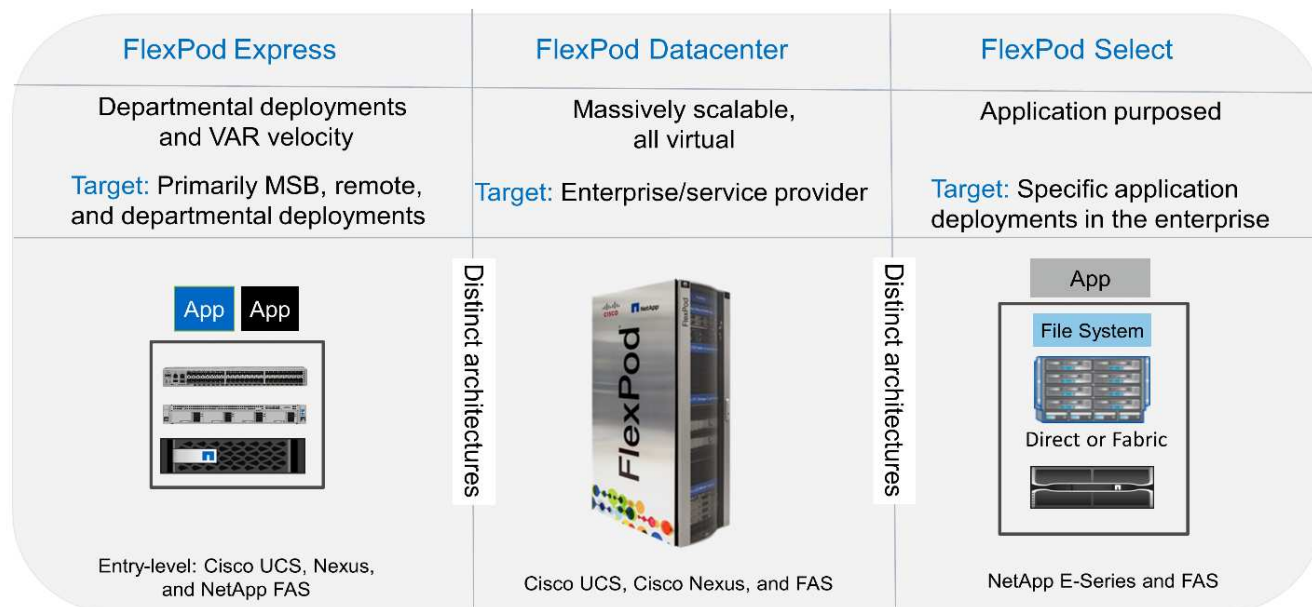 FlexPod Express
FlexPod Datacenter
FlexPod Select
Departmental deployments
and VAR velocity
Massively scalable,
all virtual
Application purposed
Target: Primarily MSB, remote,
and departmental deployments
Target: Enterprise/service provider
Target: Specific application
deployments in the enterprise
App
App
Distinct architectures
CISCO
NetApp
FlexPod
FlexPod
Distinct architectures
App
File System
Direct or Fabric
Entry-level: Cisco UCS, Nexus,
and NetApp FAS
Cisco UCS, Cisco Nexus, and FAS
NetApp E-Series and FAS